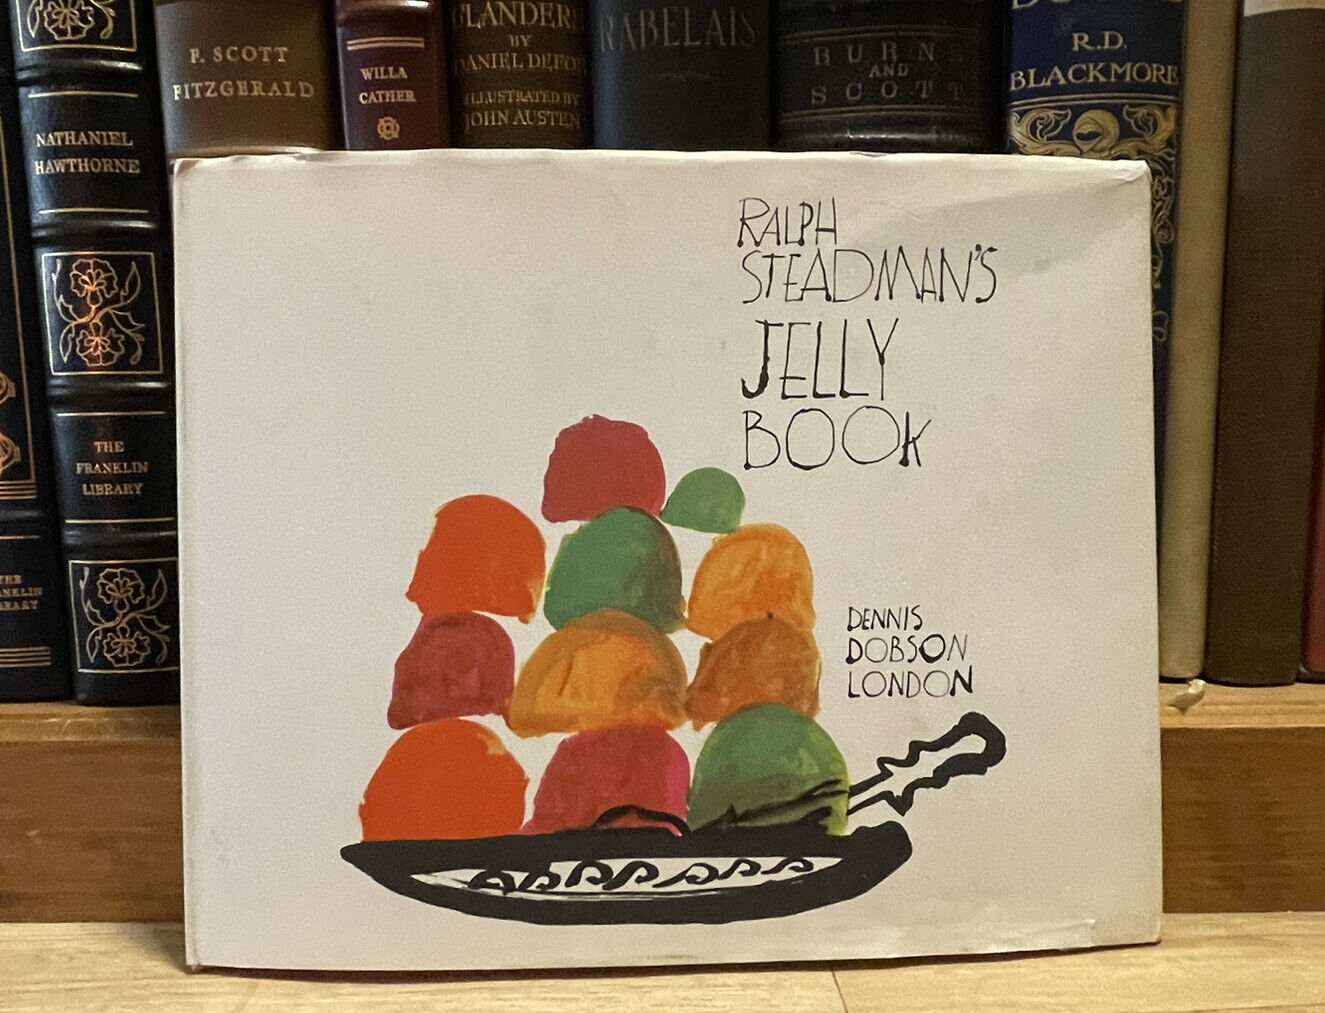 NATHANIEL
HAWTHORNE
THE
FRANKLIN
LIBRARY
F. SCOTT
FITZGERALD
WILLA
CATHER
FLANDERS
BY
DANIEL DEFOE
ILLUSTRATED BY
JOHN AUSTEN
RABELAIS
BURNS
AND
SCOTT
R.D.
BLACKMORE
RALPH
STEADMAN'S
JELLY
BOOK
DENNIS
DOBSON
LONDON